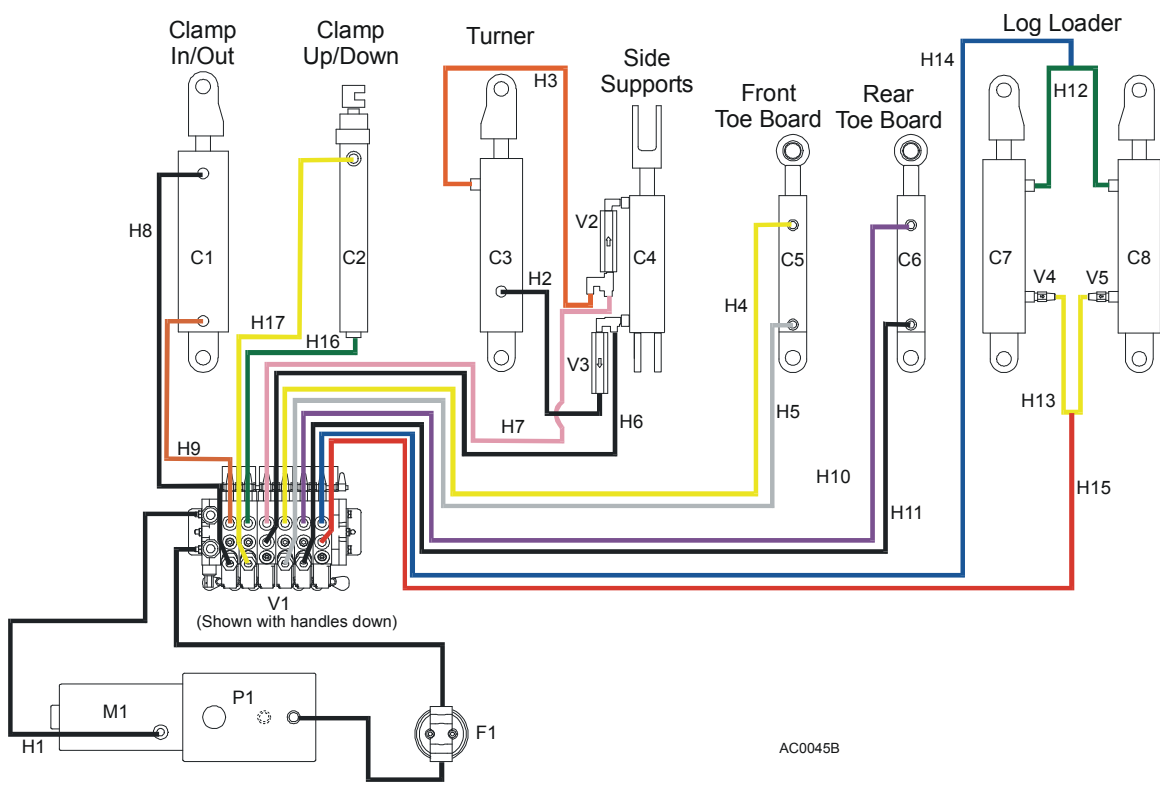 Clamp
In/Out
Clamp
Up/Down
Turner
Side
Supports
Front
Toe Board
Rear
Toe Board
Log Loader
H14
H3
H12
H8
V2
C1
C2
C3
C4
C5
C6
C7
C8
H2
H4
V4
V5
H17
H16
V3
H13
H7
H6
H5
H9
H10
H15
H11
V1
(Shown with handles down)
P1
M1
F1
H1
AC0045B